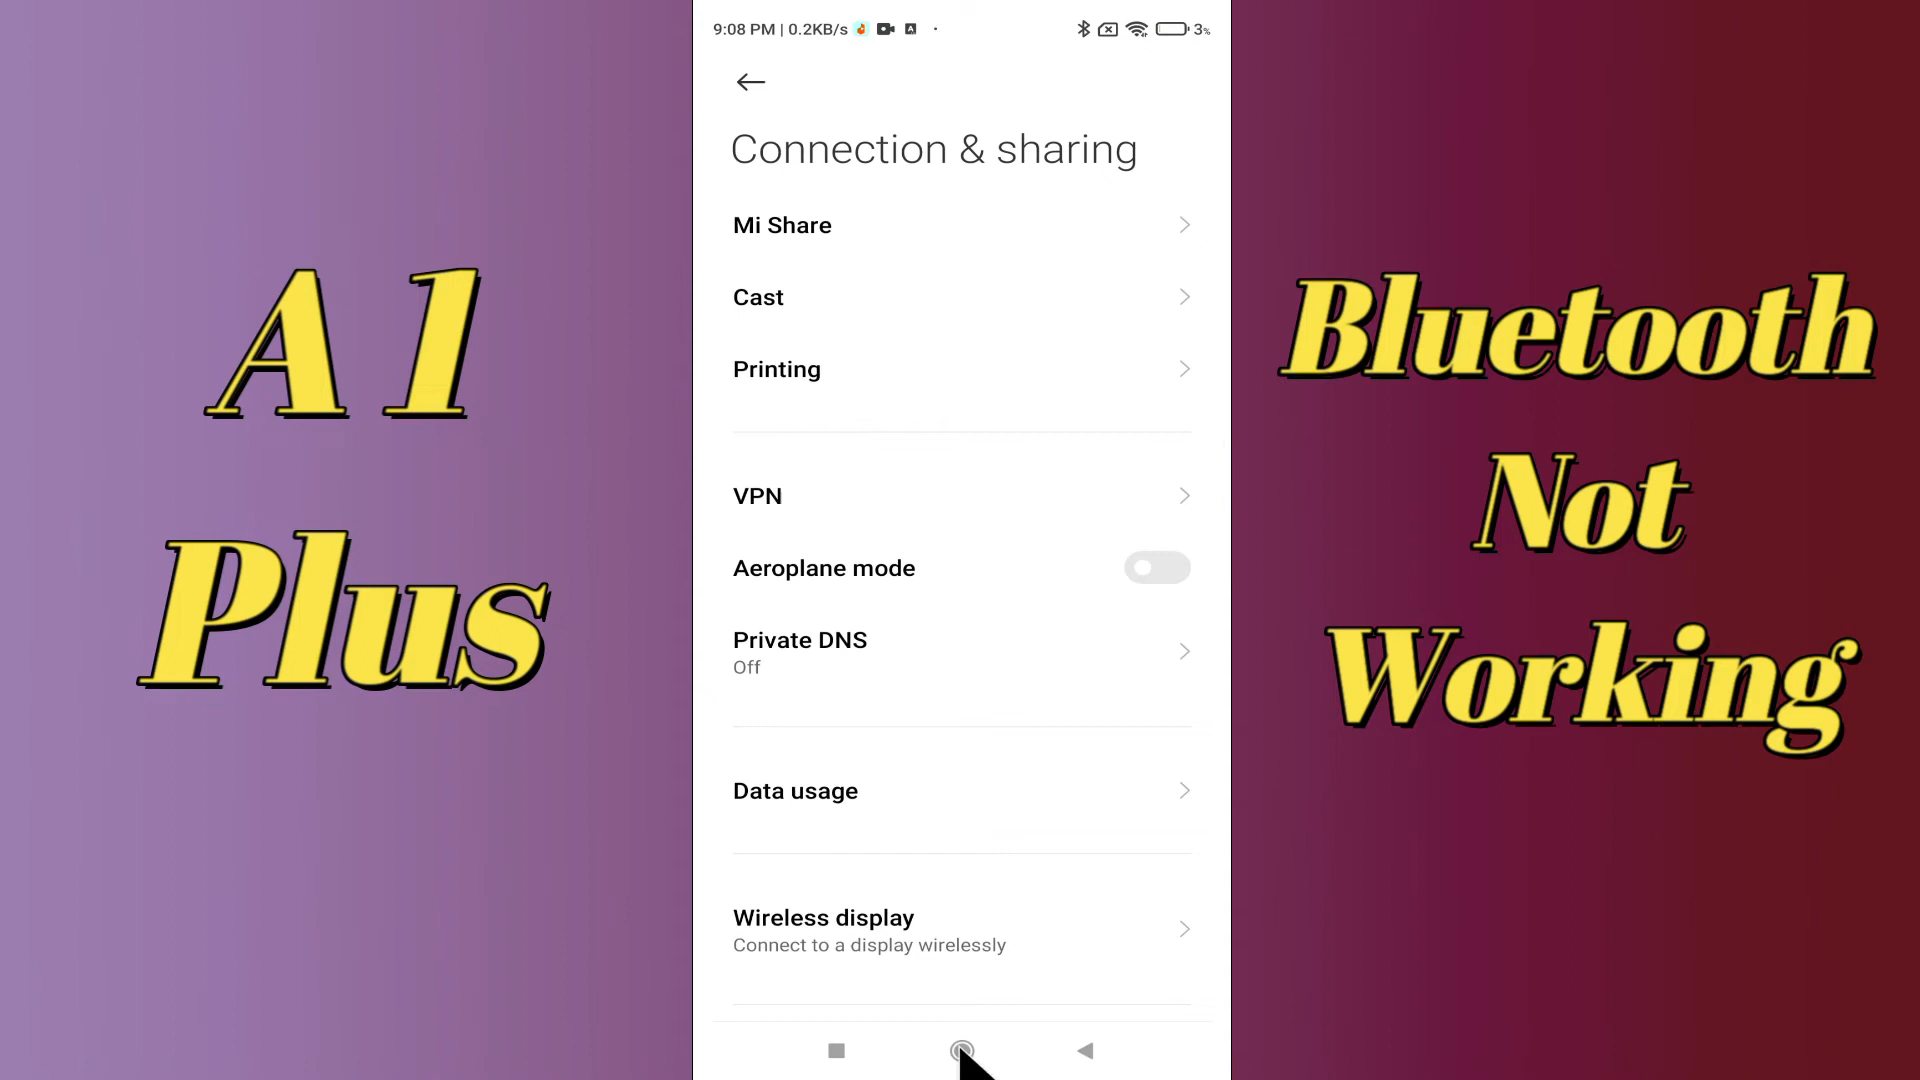 9:08 PM | 0.2KB/s
3%
Connection & sharing
Mi Share
Cast
Printing
VPN
Aeroplane mode
Private DNS
Off
Data usage
Wireless display
Connect to a display wirelessly
A1
Plus
Bluetooth
Not
Working